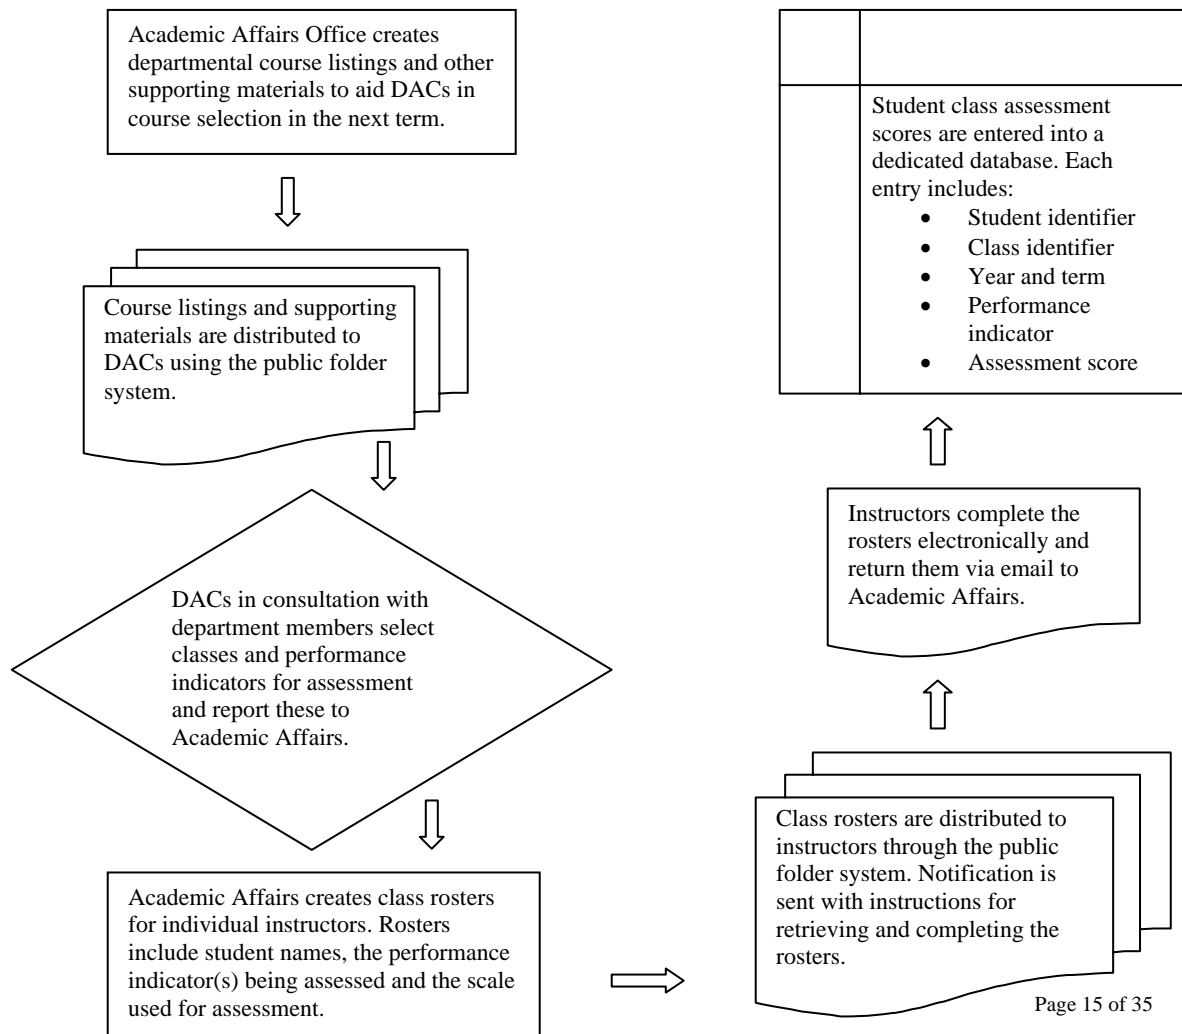 Academic Affairs Office creates
departmental course listings and other
supporting materials to aid DACs in
course selection in the next term.
Course listings and supporting
materials are distributed to
DACs using the public folder
system.
DACs in consultation with
department members select
classes and performance
indicators for assessment
and report these to
Academic Affairs.
Academic Affairs creates class rosters
for individual instructors. Rosters
include student names, the performance
indicator(s) being assessed and the scale
used for assessment.
Class rosters are distributed to
instructors through the public
folder system. Notification is
sent with instructions for
retrieving and completing the
rosters.
Instructors complete the
rosters electronically and
return them via email to
Academic Affairs.
Student class assessment
scores are entered into a
dedicated database. Each
entry includes:
• Student identifier
• Class identifier
• Year and term
• Performance
indicator
• Assessment score
Page 15 of 35